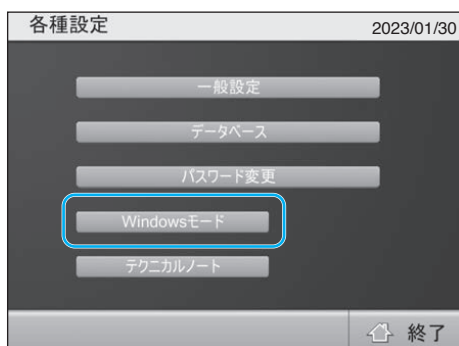 各種設定
2023/01/30
一般設定
データベース
パスワード変更
Windowsモード
テクニカルノート
終了